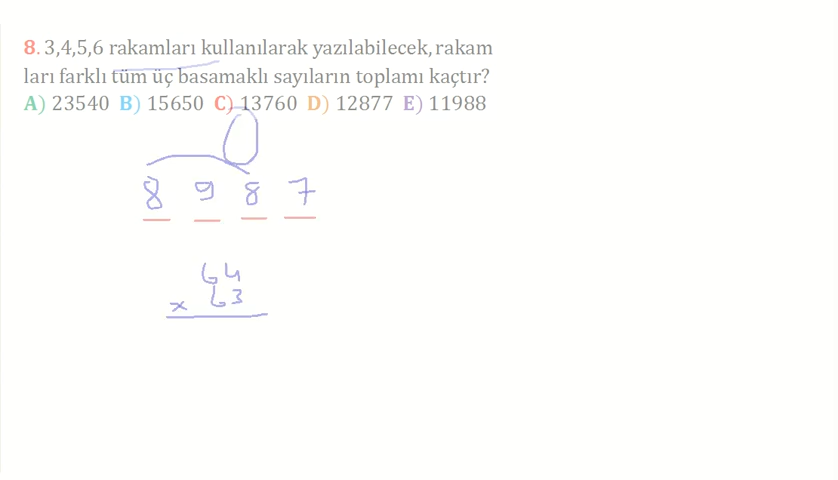 8. 3,4,5,6 rakamları kullanılarak yazılabilecek, rakam
ları farklı tüm üç basamaklı sayıların toplamı kaçtır?
A) 23540 B) 15650 C) 13760 D) 12877 E) 11988
8 9 8 7
64
x 63